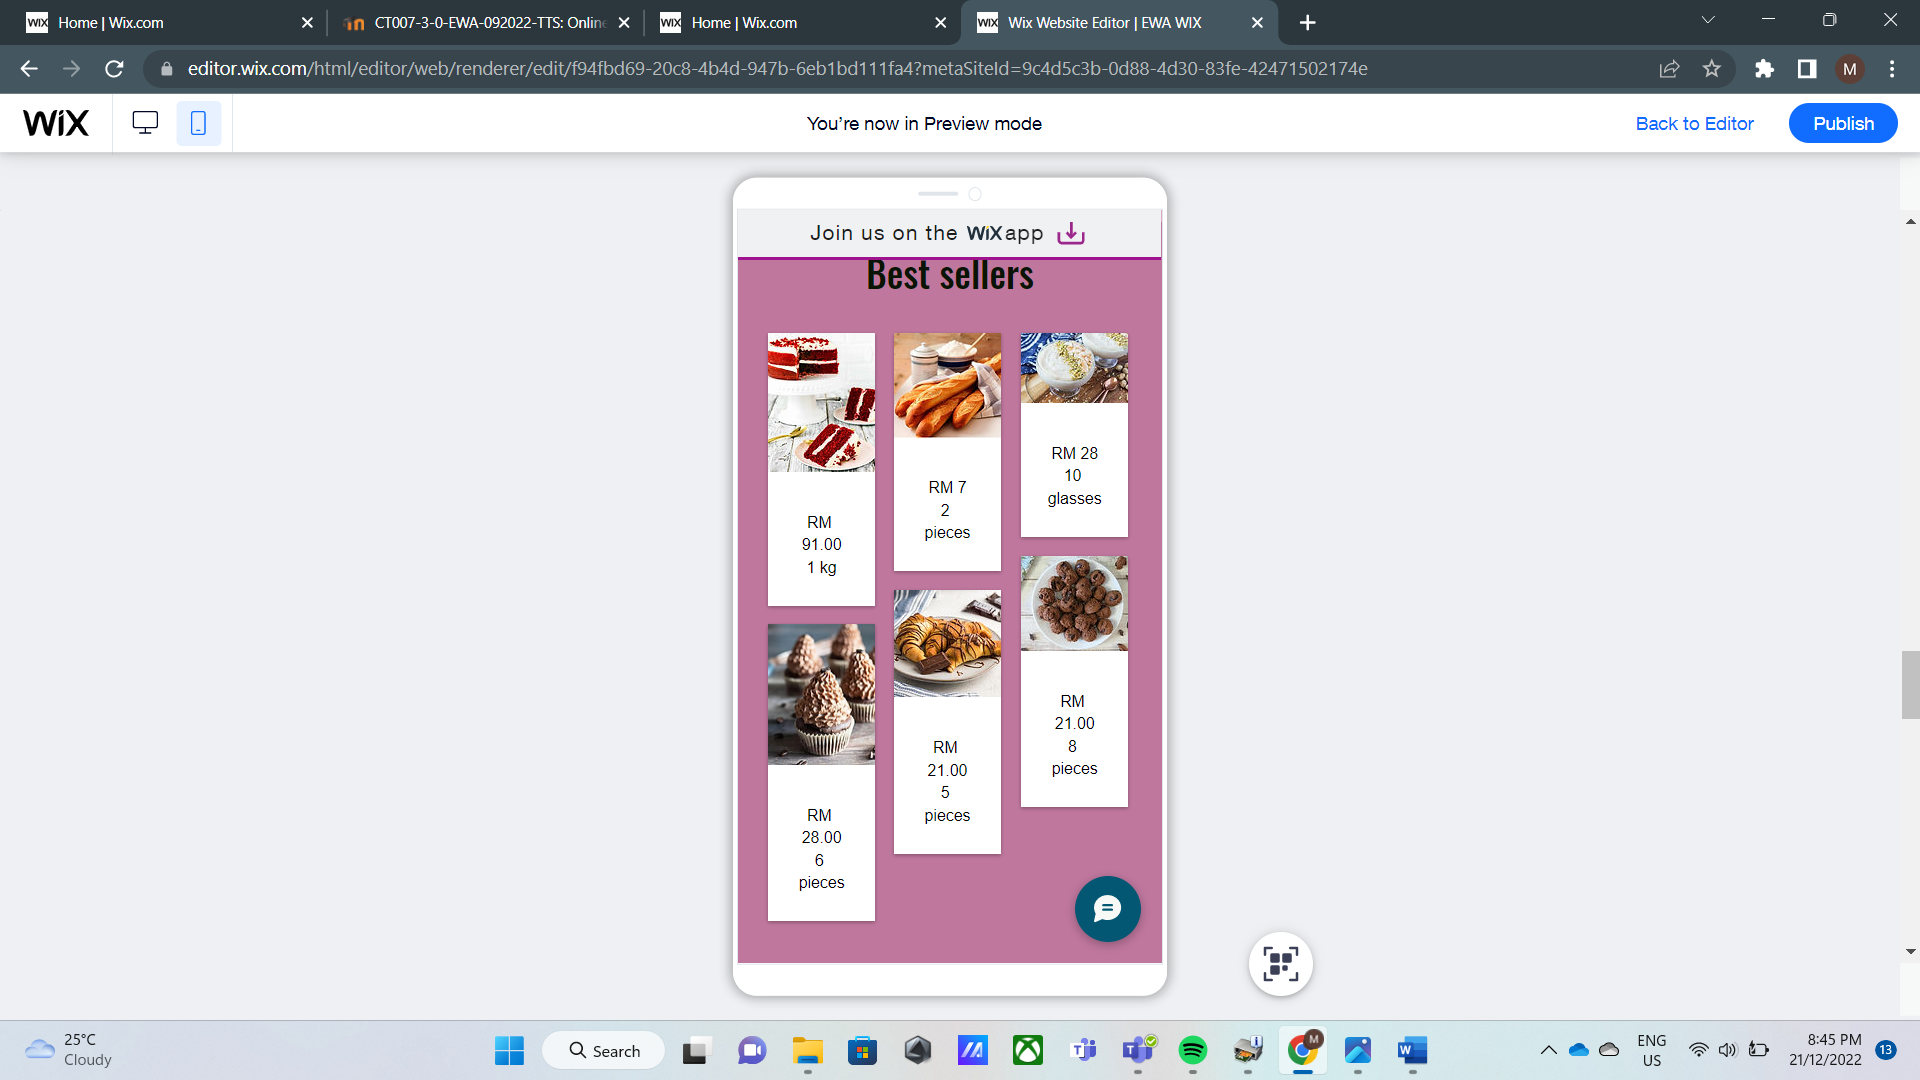 WiX Home | Wix.com
CT007-3-0-EWA-092022-TTS: Onlin
WiX Home | Wix.com
WiX Wix Website Editor | EWA WIX
editor.wix.com/html/editor/web/renderer/edit/f94fbd69-20c8-4b4d-947b-6eb1bd111fa4?metaSiteId=9c4d5c3b-0d88-4d30-83fe-42471502174e
M
WiX
You're now in Preview mode
Back to Editor
Publish
Join us on the WiX app
Best sellers
RM
91.00
1 kg
RM 7
2
pieces
RM 28
10
glasses
RM
28.00
6
pieces
RM
21.00
5
pieces
RM
21.00
8
pieces
25°C
Cloudy
Search
M
ENG
US
8:45 PM
21/12/2022
13